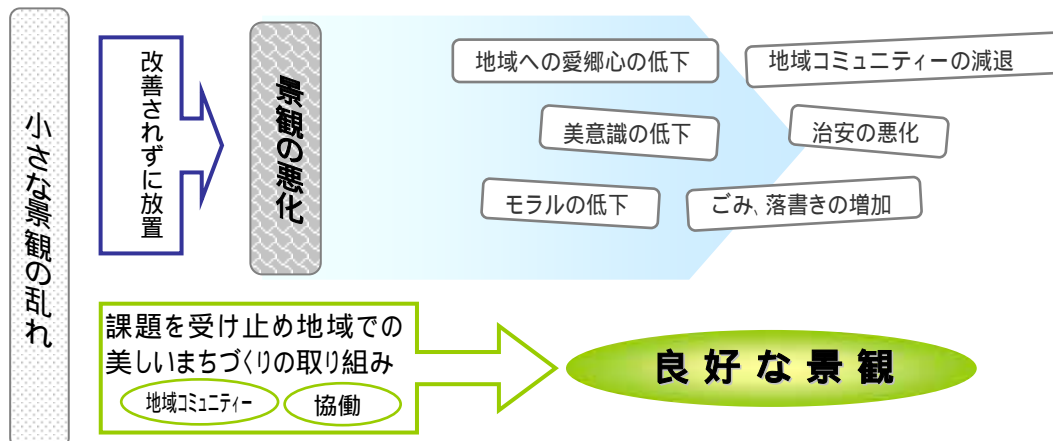 小さな景観の乱れ
改善されずに放置
景観の悪化
地域への愛郷心の低下
地域コミュニティーの減退
美意識の低下
治安の悪化
モラルの低下
ごみ、落書きの増加
課題を受け止め地域での
美しいまちづくりの取り組み
地域コミュニティー
協働
良好な景観